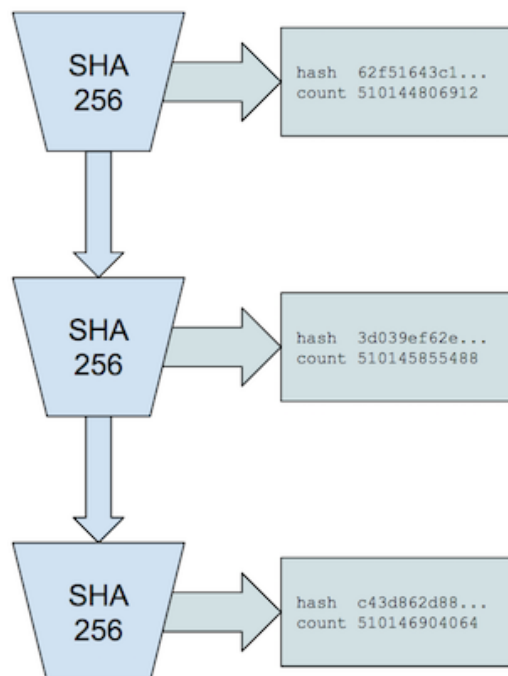 SHA
256
hash 62f51643c1...
count 510144806912
SHA
256
hash 3d039ef62e...
count 510145855488
SHA
256
hash c43d862d88...
count 510146904064